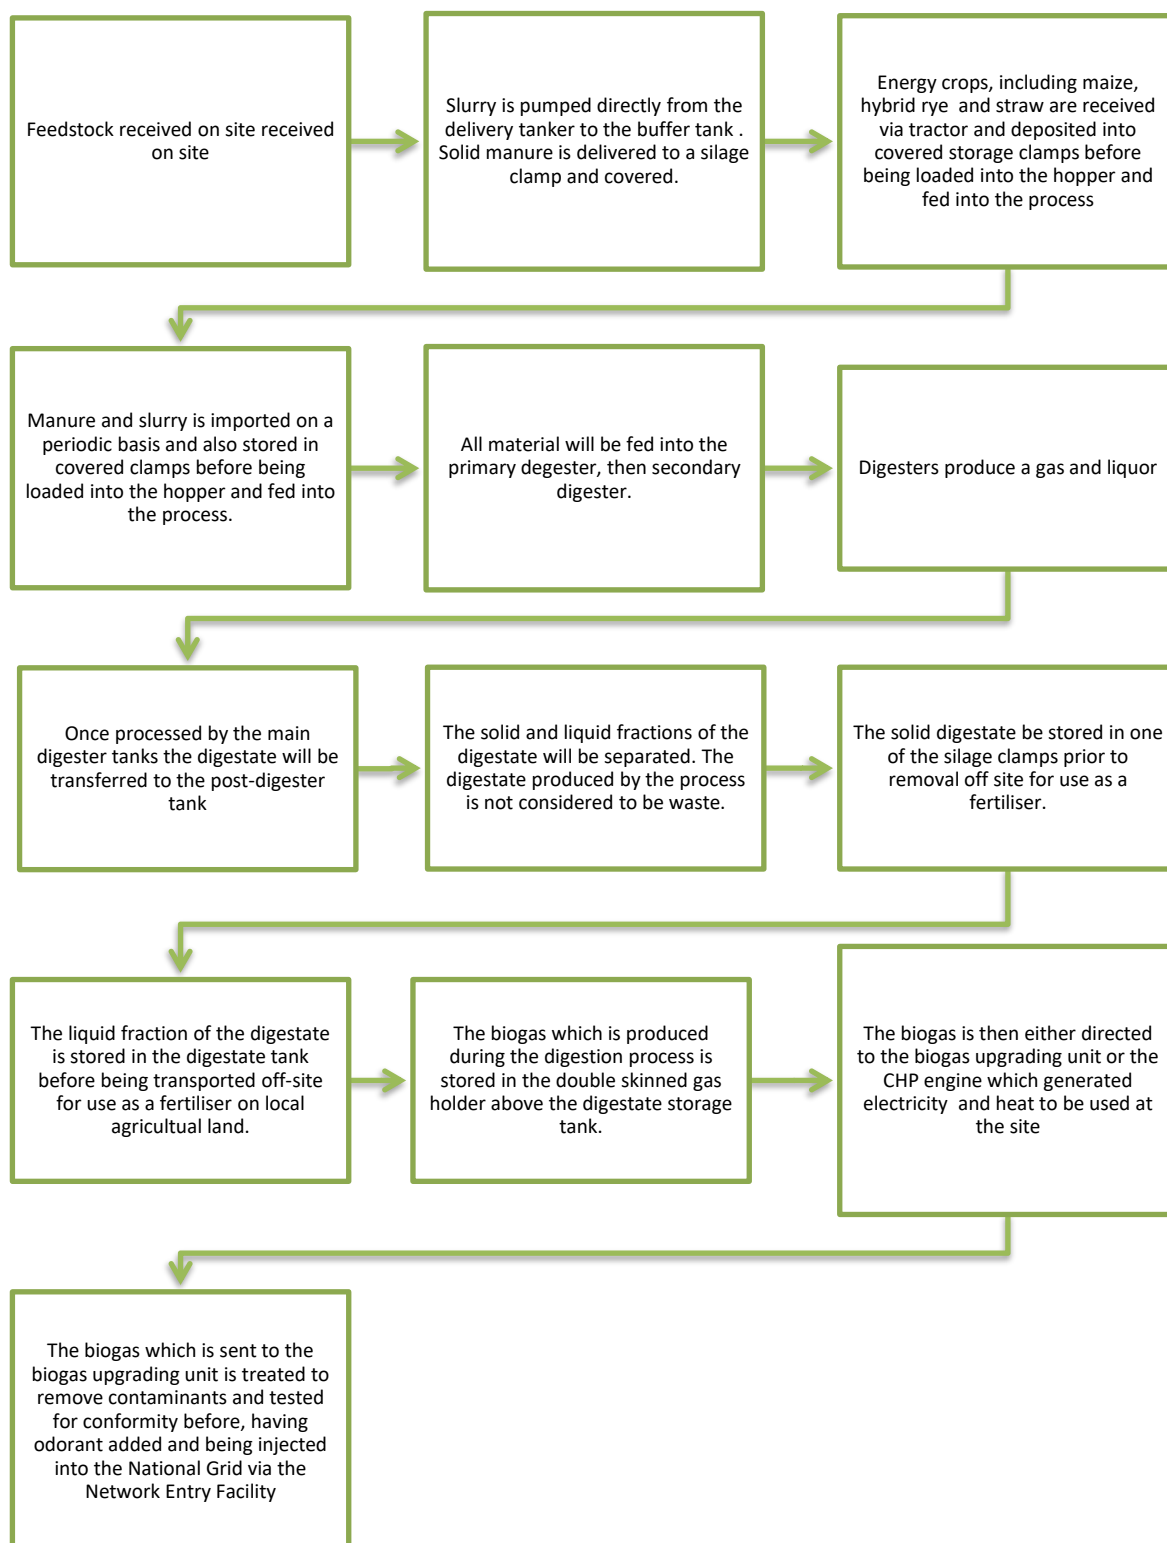 Feedstock received on site received
on site
Slurry is pumped directly from the
delivery tanker to the buffer tank .
Solid manure is delivered to a silage
clamp and covered.
Energy crops, including maize,
hybrid rye  and straw are received
via tractor and deposited into
covered storage clamps before
being loaded into the hopper and
fed into the process
Manure and slurry is imported on a
periodic basis and also stored in
covered clamps before being
loaded into the hopper and fed into
the process.
All material will be fed into the
primary degester, then secondary
digester.
Digesters produce a gas and liquor
Once processed by the main
digester tanks the digestate will be
transferred to the post-digester
tank
The solid and liquid fractions of the
digestate will be separated. The
digestate produced by the process
is not considered to be waste.
The solid digestate be stored in one
of the silage clamps prior to
removal off site for use as a
fertiliser.
The liquid fraction of the digestate
is stored in the digestate tank
before being transported off-site
for use as a fertiliser on local
agricultual land.
The biogas which is produced
during the digestion process is
stored in the double skinned gas
holder above the digestate storage
tank.
The biogas is then either directed
to the biogas upgrading unit or the
CHP engine which generated
electricity  and heat to be used at
the site
The biogas which is sent to the
biogas upgrading unit is treated to
remove contaminants and tested
for conformity before, having
odorant added and being injected
into the National Grid via the
Network Entry Facility